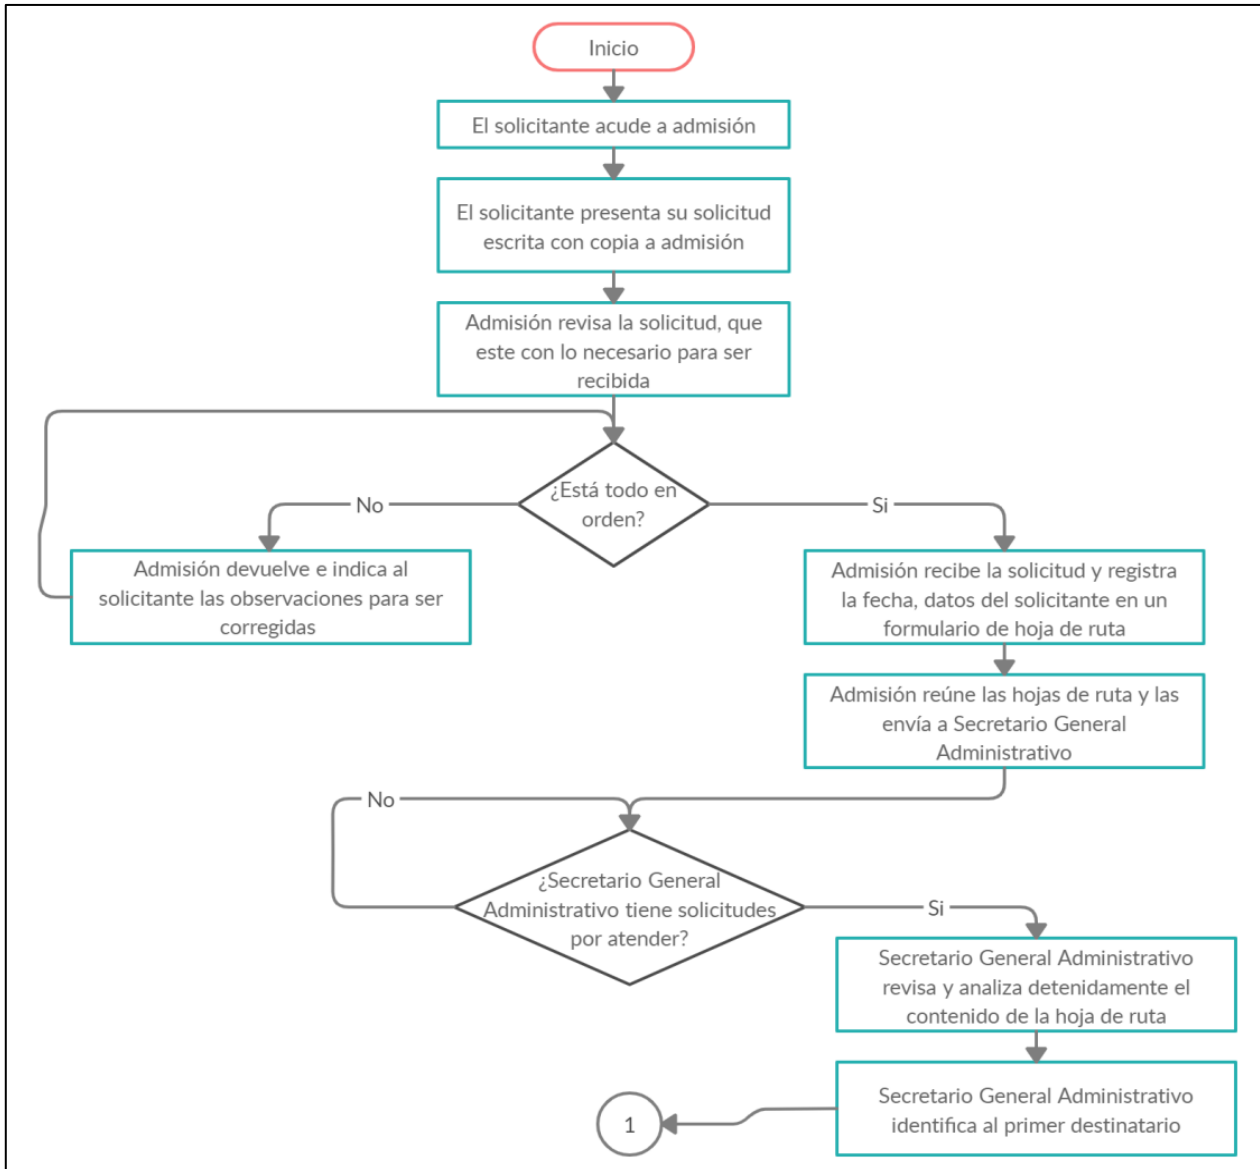 Inicio
El solicitante acude a admisión
El solicitante presenta su solicitud
escrita con copia a admisión
Admisión revisa la solicitud, que
este con lo necesario para ser
recibida
¿Está todo en
orden?
No
Si
Admisión devuelve e indica al
solicitante las observaciones para ser
corregidas
Admisión recibe la solicitud y registra
la fecha, datos del solicitante en un
formulario de hoja de ruta
Admisión reúne las hojas de ruta y las
envía a Secretario General
Administrativo
No
¿Secretario General
Administrativo tiene solicitudes
por atender?
Si
Secretario General Administrativo
revisa y analiza detenidamente el
contenido de la hoja de ruta
Secretario General Administrativo
identifica al primer destinatario
1